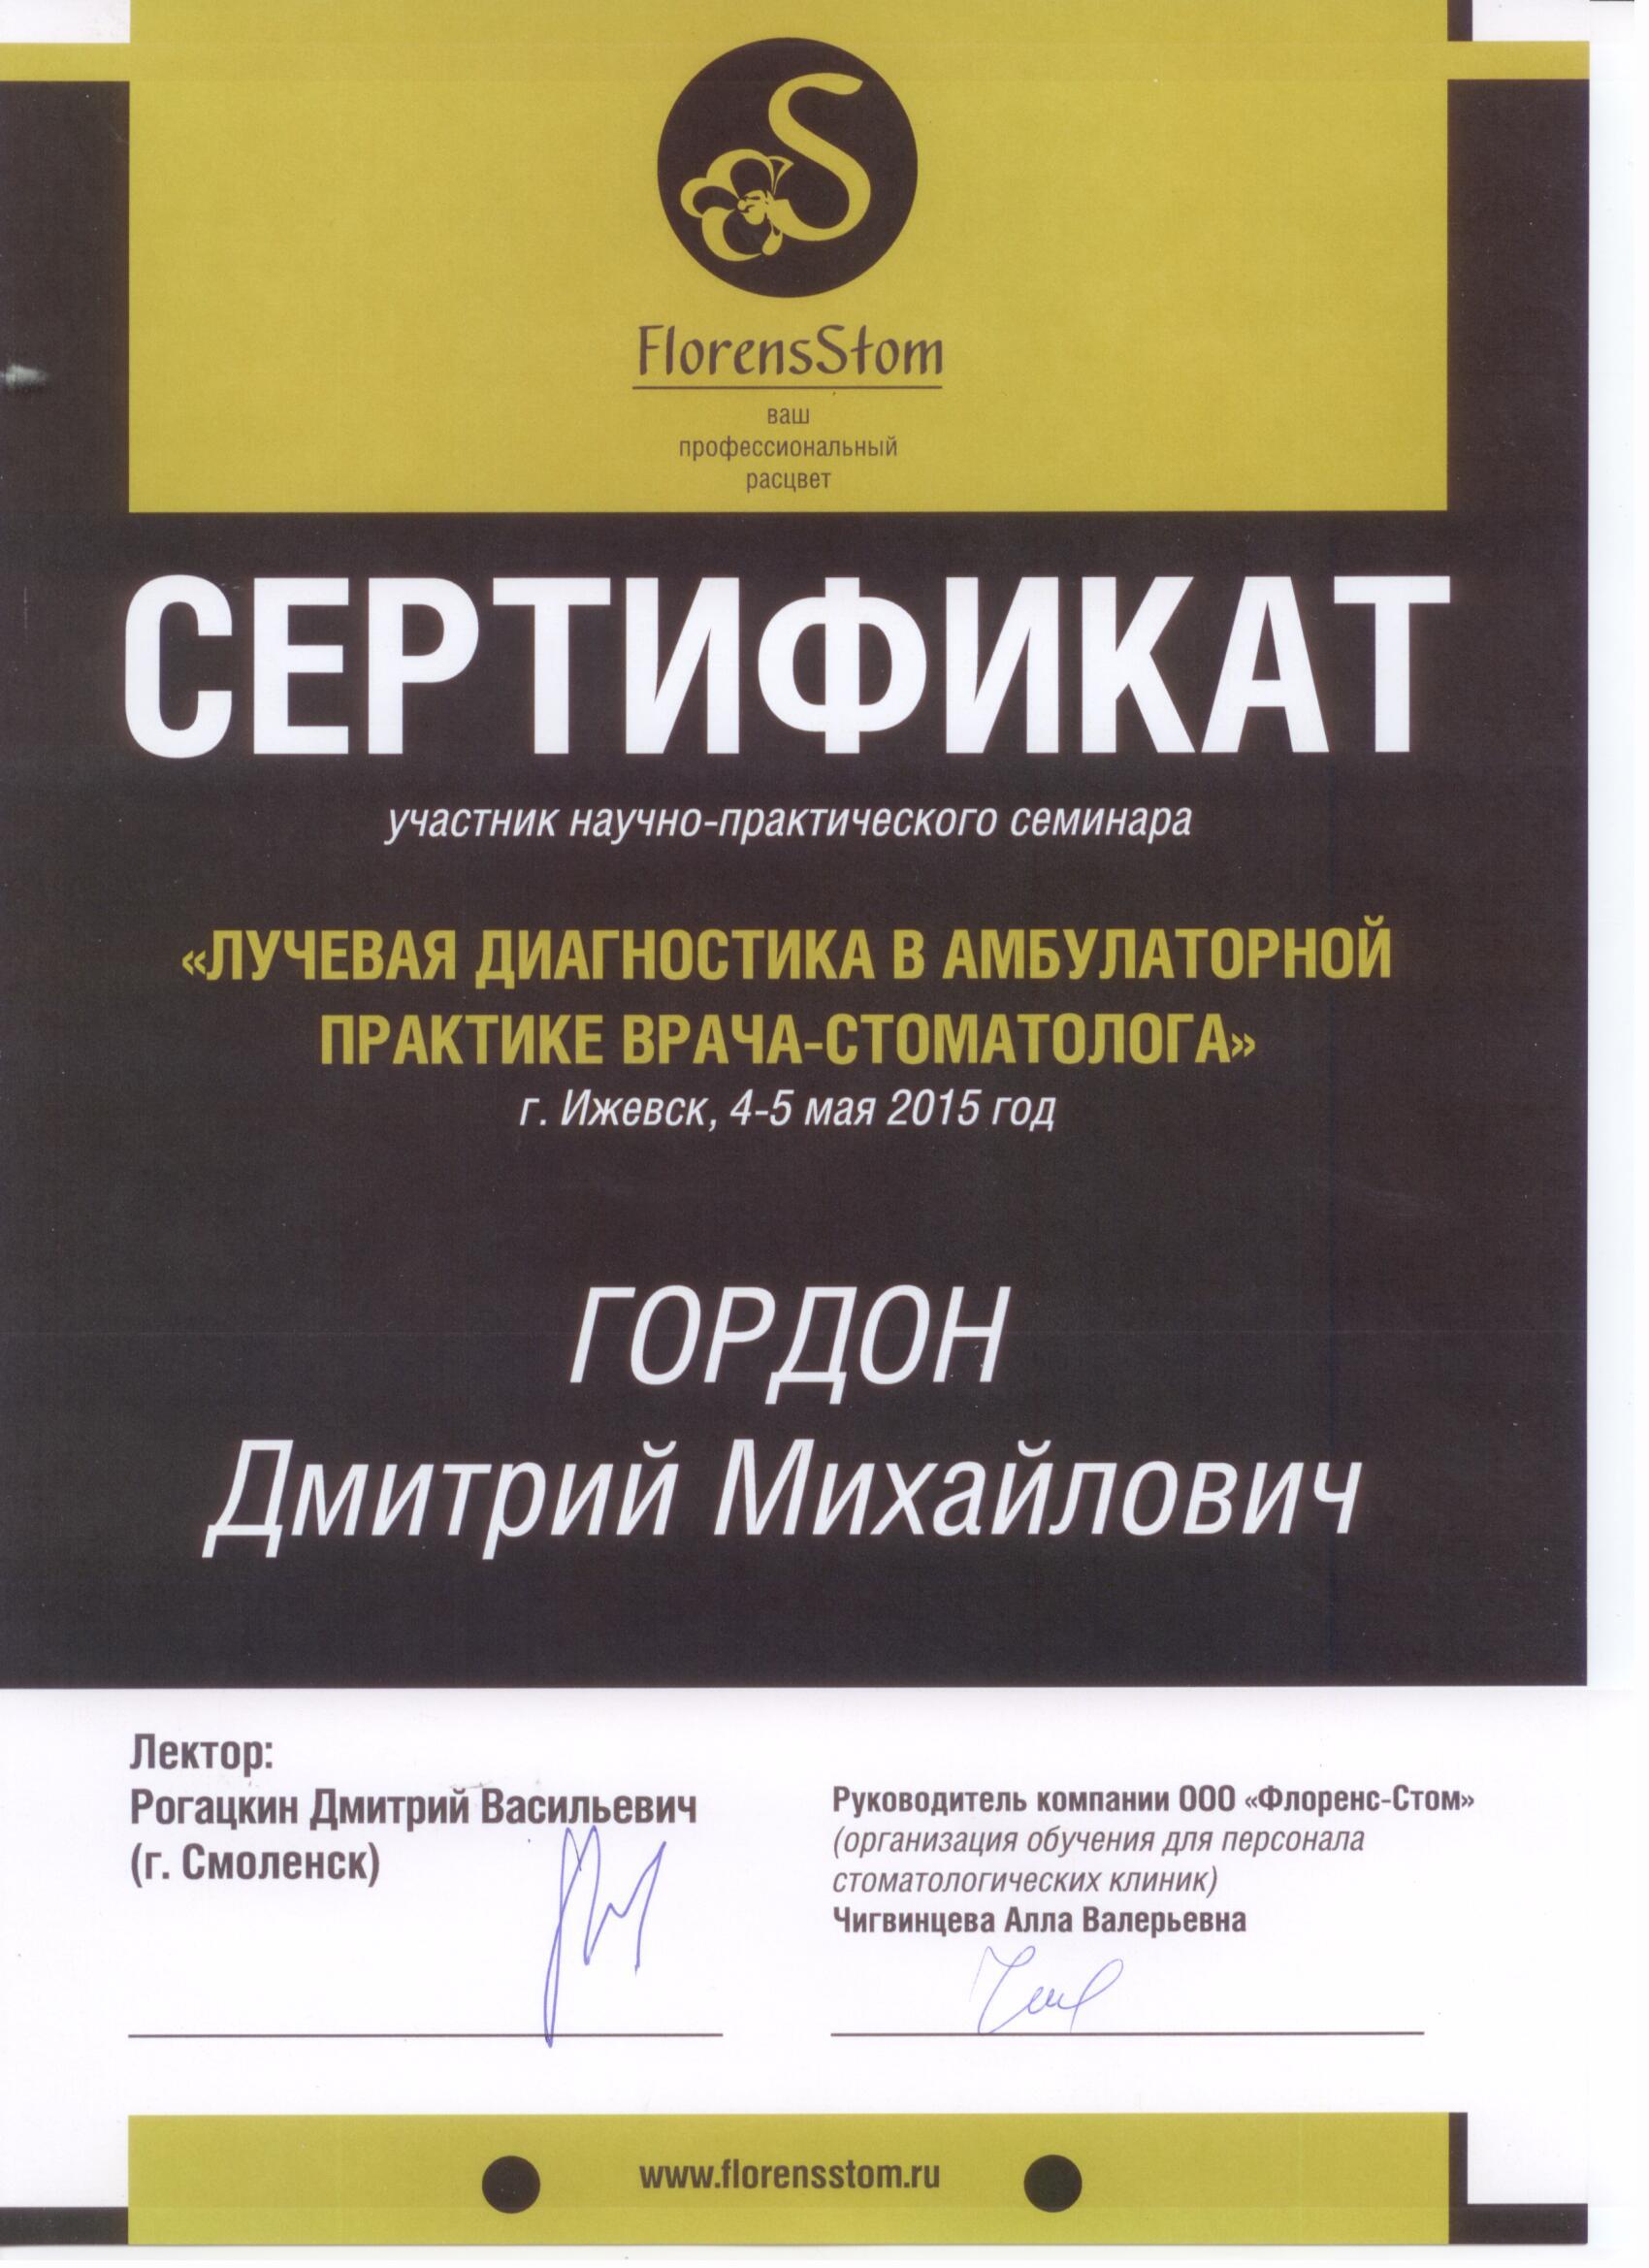 S
FlorensStom
ваш
профессиональный
расцвет
СЕРТИФИКАТ
участник научно-практического семинара
«ЛУЧЕВАЯ ДИАГНОСТИКА В АМБУЛАТОРНОЙ
ПРАКТИКЕ ВРАЧА-СТОМАТОЛОГА»
г. Ижевск, 4-5 мая 2015 год
ГОРДОН
Дмитрий Михайлович
Лектор:
Рогацкин Дмитрий Васильевич
(г. Смоленск)
Руководитель компании ООО «Флоренс-Стом»
(организация обучения для персонала
стоматологических клиник)
Чигвинцева Алла Валерьевна
www.florensstom.ru